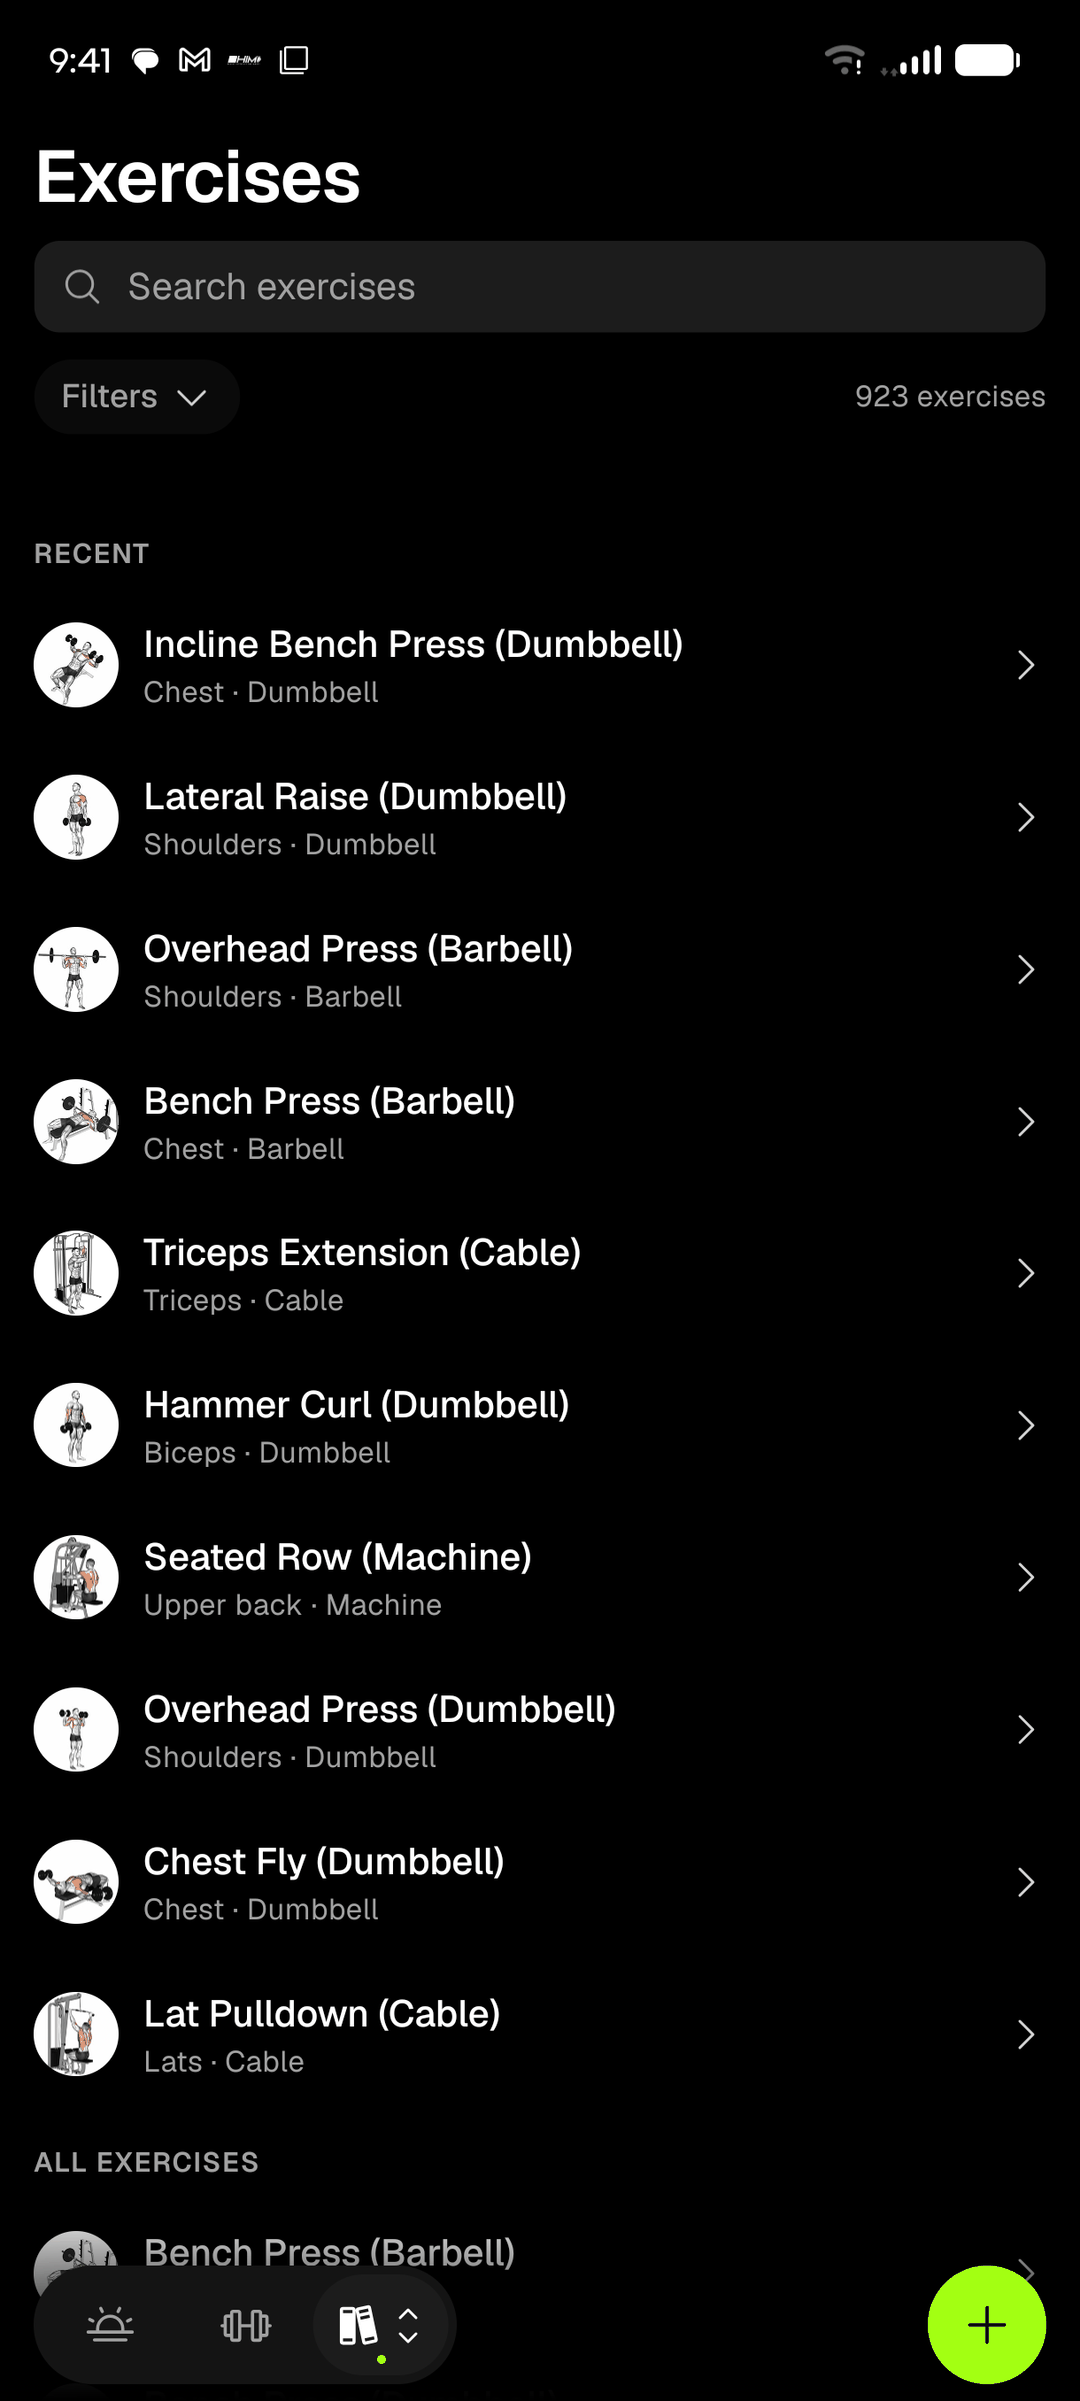 9:41
Exercises
Search exercises
Filters
923 exercises
RECENT
Incline Bench Press (Dumbbell)
Chest · Dumbbell
Lateral Raise (Dumbbell)
Shoulders · Dumbbell
Overhead Press (Barbell)
Shoulders · Barbell
Bench Press (Barbell)
Chest · Barbell
Triceps Extension (Cable)
Triceps · Cable
Hammer Curl (Dumbbell)
Biceps · Dumbbell
Seated Row (Machine)
Upper back · Machine
Overhead Press (Dumbbell)
Shoulders · Dumbbell
Chest Fly (Dumbbell)
Chest · Dumbbell
Lat Pulldown (Cable)
Lats · Cable
ALL EXERCISES
Bench Press (Barbell)